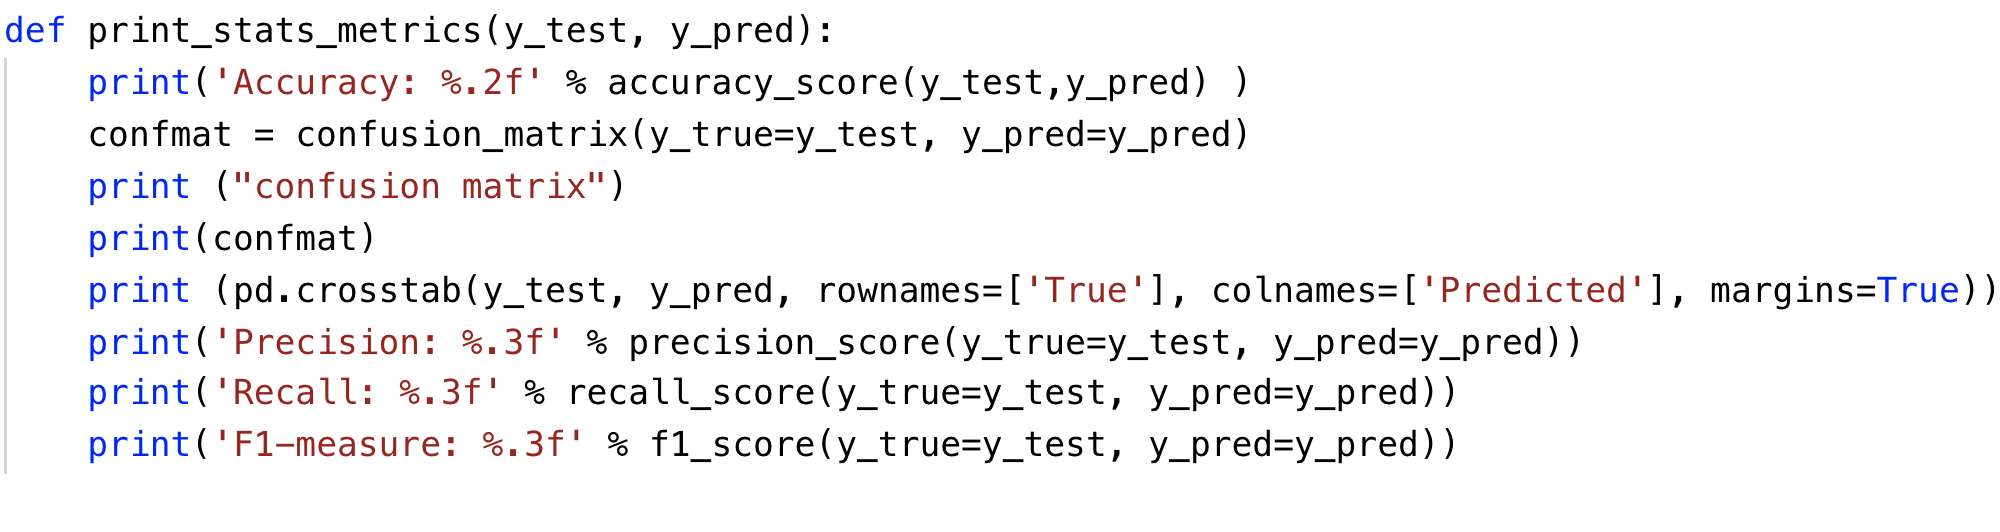 def print_stats_metrics(y_test, y_pred):
    print('Accuracy: %.2f' % accuracy_score(y_test,y_pred) )
    confmat = confusion_matrix(y_true=y_test, y_pred=y_pred)
    print ("confusion matrix")
    print(confmat)
    print (pd.crosstab(y_test, y_pred, rownames=['True'], colnames=['Predicted'], margins=True))
    print('Precision: %.3f' % precision_score(y_true=y_test, y_pred=y_pred))
    print('Recall: %.3f' % recall_score(y_true=y_test, y_pred=y_pred))
    print('F1-measure: %.3f' % f1_score(y_true=y_test, y_pred=y_pred))